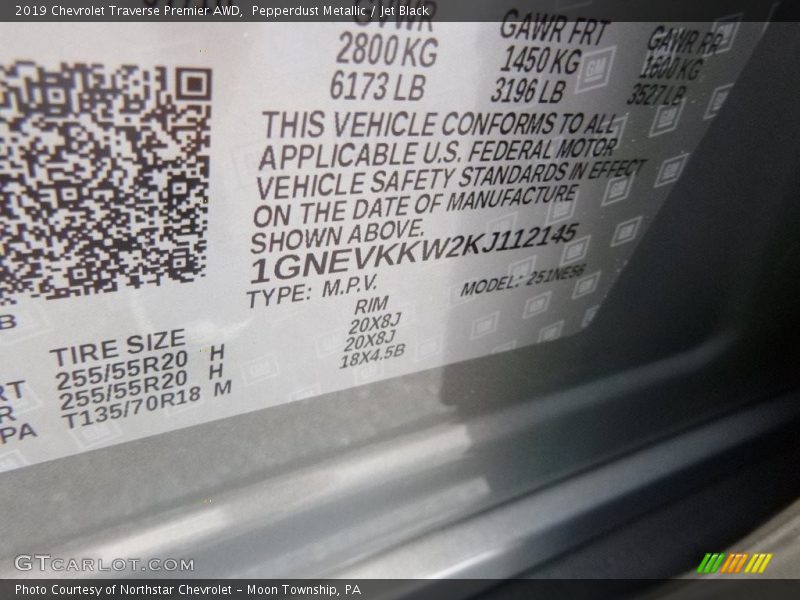 2019 Chevrolet Traverse Premier AWD, Pepperdust Metallic / Jet Black
GVWR
GAWR FRT
GAWR RR
2800 KG
1450 KG
1600 KG
6173 LB
3196 LB
3527 LB
THIS VEHICLE CONFORMS TO ALL
APPLICABLE U.S. FEDERAL MOTOR
VEHICLE SAFETY STANDARDS IN EFFECT
ON THE DATE OF MANUFACTURE
SHOWN ABOVE.
1GNEVKKW2KJ112145
TYPE: M.P.V.
MODEL: 251NE56
TIRE SIZE
RIM
255/55R20 H
20X8J
255/55R20 H
20X8J
T135/70R18 M
18X4.5B
GM
GTCARLOT.COM
Photo Courtesy of Northstar Chevrolet – Moon Township, PA